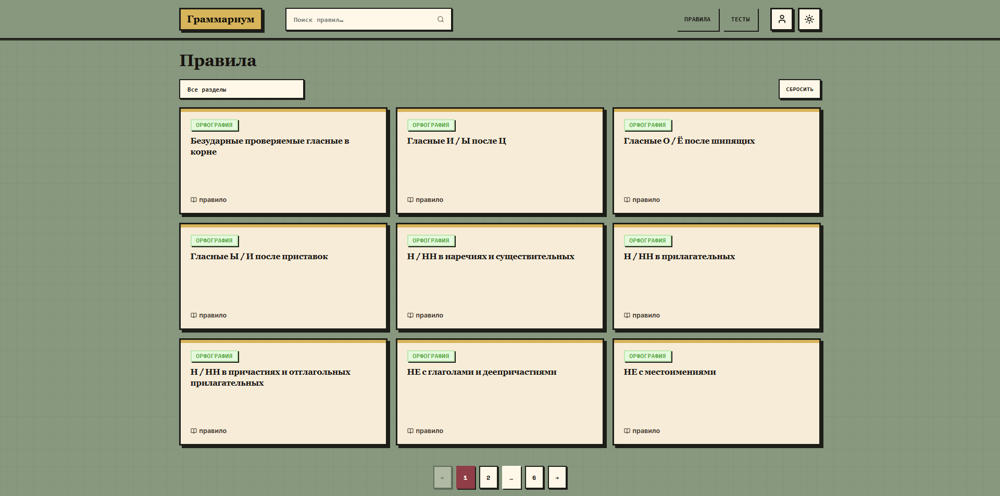 Граммариум
Поиск правил…
ПРАВИЛА
ТЕСТЫ
Правила
Все разделы
СБРОСИТЬ
ОРФОГРАФИЯ
Безударные проверяемые гласные в
корне
правило
ОРФОГРАФИЯ
Гласные И / Ы после Ц
правило
ОРФОГРАФИЯ
Гласные О / Ё после шипящих
правило
ОРФОГРАФИЯ
Гласные Ы / И после приставок
правило
ОРФОГРАФИЯ
Н / НН в наречиях и существительных
правило
ОРФОГРАФИЯ
Н / НН в прилагательных
правило
ОРФОГРАФИЯ
Н / НН в причастиях и отглагольных
прилагательных
правило
ОРФОГРАФИЯ
НЕ с глаголами и деепричастиями
правило
ОРФОГРАФИЯ
НЕ с местоимениями
правило
← 1 2 … 6 →